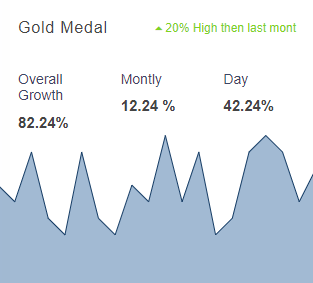 Gold Medal
20% High then last mont
Overall Growth
82.24%
Montly
12.24 %
Day
42.24%